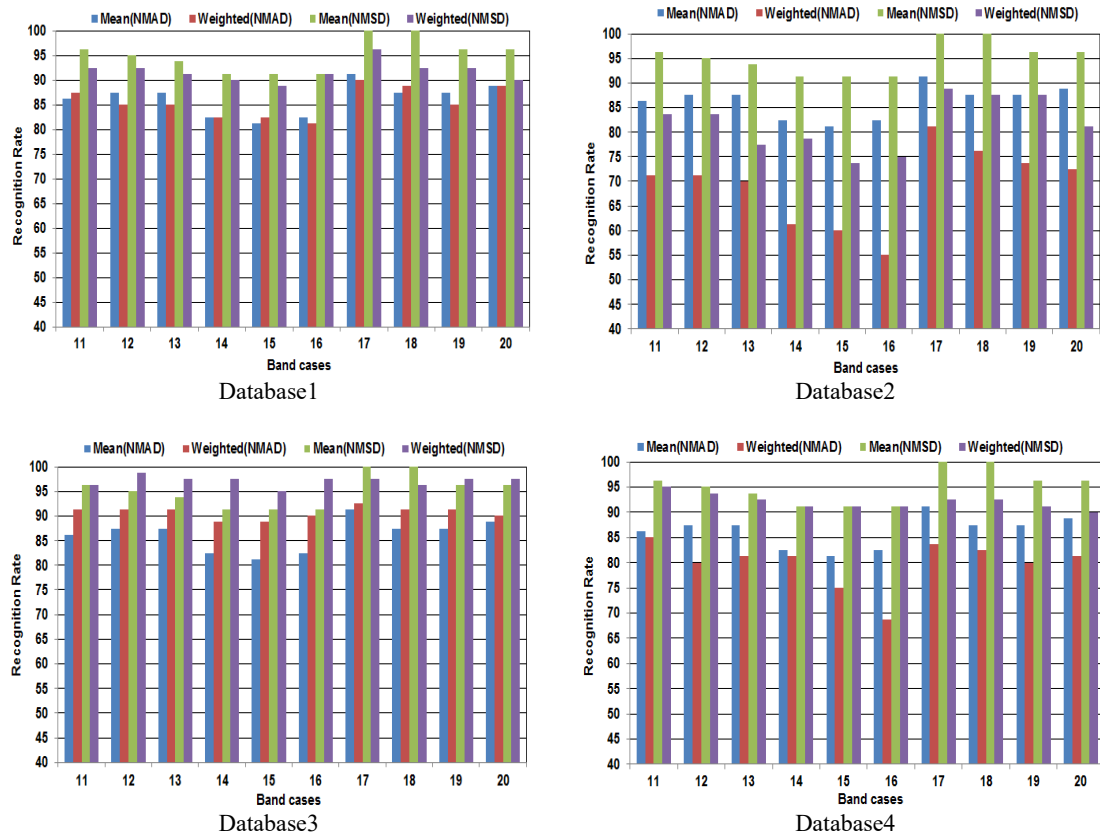 Mean(NMAD) Weighted(NMAD) Mean(NMSD) Weighted(NMSD)
Recognition Rate
100
95
90
85
80
75
70
65
60
55
50
45
40
11 12 13 14 15 16 17 18 19 20
Band cases
Database1
Mean(NMAD) Weighted(NMAD) Mean(NMSD) Weighted(NMSD)
Recognition Rate
100
95
90
85
80
75
70
65
60
55
50
45
40
11 12 13 14 15 16 17 18 19 20
Band cases
Database2
Mean(NMAD) Weighted(NMAD) Mean(NMSD) Weighted(NMSD)
Recognition Rate
100
95
90
85
80
75
70
65
60
55
50
45
40
11 12 13 14 15 16 17 18 19 20
Band cases
Database3
Mean(NMAD) Weighted(NMAD) Mean(NMSD) Weighted(NMSD)
Recognition Rate
100
95
90
85
80
75
70
65
60
55
50
45
40
11 12 13 14 15 16 17 18 19 20
Band cases
Database4